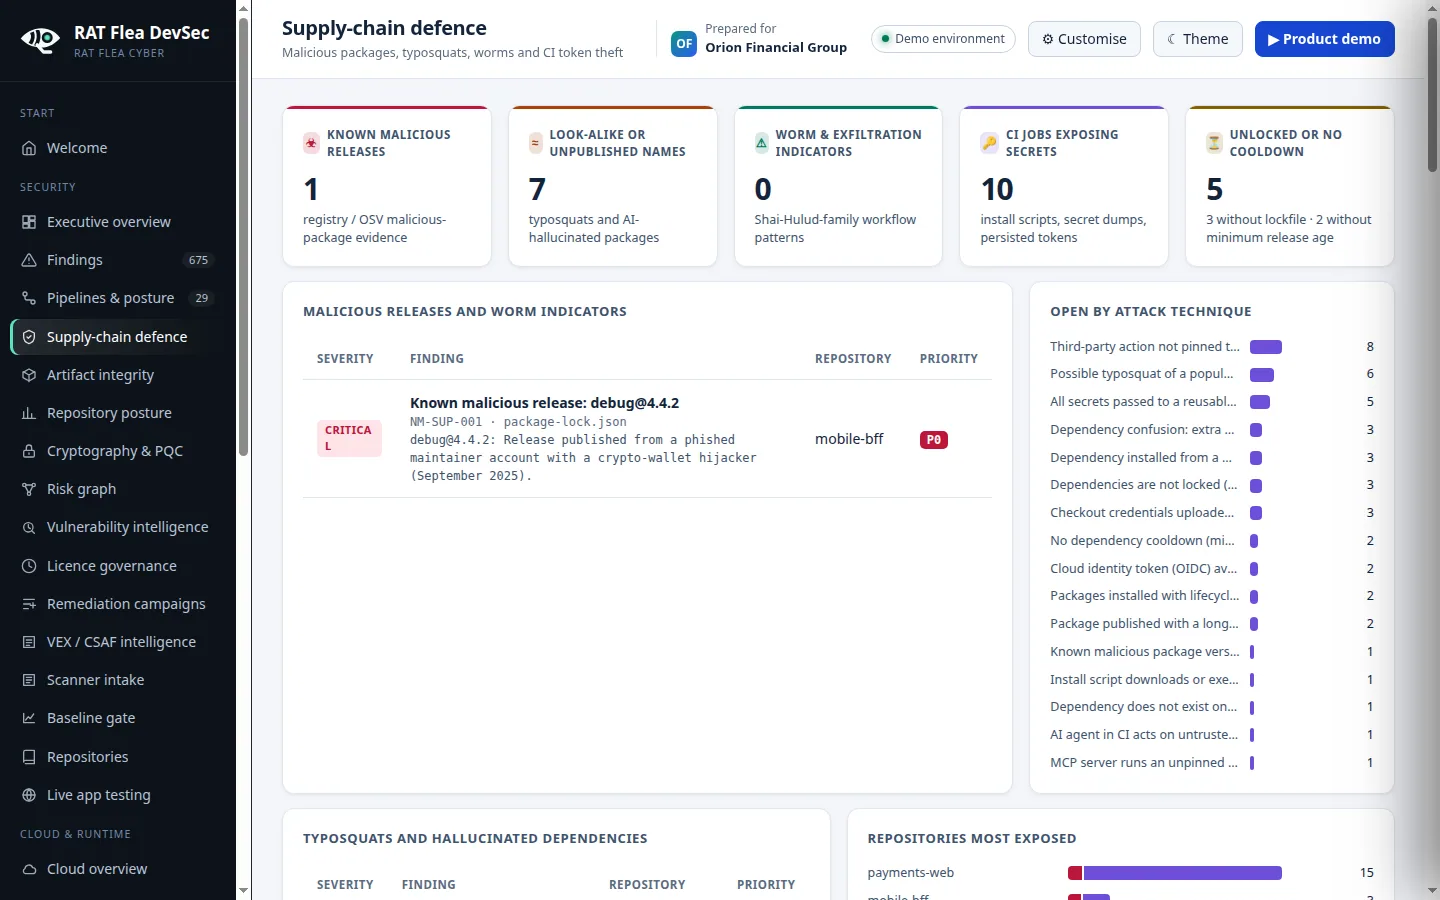 RAT Flea DevSec
RAT FLEA CYBER
START
Welcome
SECURITY
Executive overview
Findings 675
Pipelines & posture 29
Supply-chain defence
Artifact integrity
Repository posture
Cryptography & PQC
Risk graph
Vulnerability intelligence
Licence governance
Remediation campaigns
VEX / CSAF intelligence
Scanner intake
Baseline gate
Repositories
Live app testing
CLOUD & RUNTIME
Cloud overview
Supply-chain defence
Malicious packages, typosquats, worms and CI token theft
OF
Prepared for
Orion Financial Group
Demo environment
⚙ Customise
☾ Theme
▶ Product demo
KNOWN MALICIOUS
RELEASES
1
registry / OSV malicious-
package evidence
LOOK-ALIKE OR
UNPUBLISHED NAMES
7
typosquats and AI-
hallucinated packages
WORM & EXFILTRATION
INDICATORS
0
Shai-Hulud-family workflow
patterns
CI JOBS EXPOSING
SECRETS
10
install scripts, secret dumps,
persisted tokens
UNLOCKED OR NO
COOLDOWN
5
3 without lockfile · 2 without
minimum release age
MALICIOUS RELEASES AND WORM INDICATORS
SEVERITY FINDING REPOSITORY PRIORITY
CRITICA
L
Known malicious release: debug@4.4.2
NM-SUP-001 · package-lock.json
debug@4.4.2: Release published from a phished
maintainer account with a crypto-wallet hijacker
(September 2025).
mobile-bff
P0
OPEN BY ATTACK TECHNIQUE
Third-party action not pinned t... 8
Possible typosquat of a popul... 6
All secrets passed to a reusabl... 5
Dependency confusion: extra ... 3
Dependency installed from a ... 3
Dependencies are not locked (... 3
Checkout credentials uploade... 3
No dependency cooldown (mi... 2
Cloud identity token (OIDC) av... 2
Packages installed with lifecycl... 2
Package published with a long... 2
Known malicious package vers... 1
Install script downloads or exe... 1
Dependency does not exist on... 1
AI agent in CI acts on untruste... 1
MCP server runs an unpinned ... 1
TYPOSQUATS AND HALLUCINATED DEPENDENCIES
SEVERITY FINDING REPOSITORY PRIORITY
REPOSITORIES MOST EXPOSED
payments-web 15
mobile-bff 3